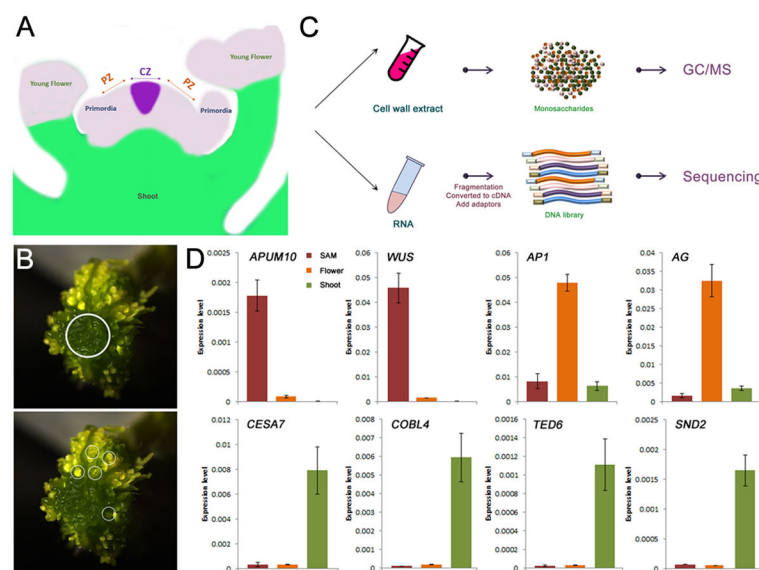 A
Young Flower
PZ
CZ
PZ
Young Flower
Primordia
Primordia
Shoot
C
Cell wall extract
Monosaccharides
GC/MS
RNA
Fragmentation
Converted to cDNA
Add adaptors
DNA library
Sequencing
B
D
APUM10
SAM
Flower
Shoot
Expression level
0.0025
0.002
0.0015
0.001
0.0005
0
WUS
Expression level
0.06
0.05
0.04
0.03
0.02
0.01
0
AP1
Expression level
0.06
0.05
0.04
0.03
0.02
0.01
0
AG
Expression level
0.04
0.035
0.03
0.025
0.02
0.015
0.01
0.005
0
CESA7
Expression level
0.012
0.01
0.008
0.006
0.004
0.002
0
COBL4
Expression level
0.008
0.007
0.006
0.005
0.004
0.003
0.002
0.001
0
TED6
Expression level
0.0016
0.0014
0.0012
0.001
0.0008
0.0006
0.0004
0.0002
0
SND2
Expression level
0.0025
0.002
0.0015
0.001
0.0005
0